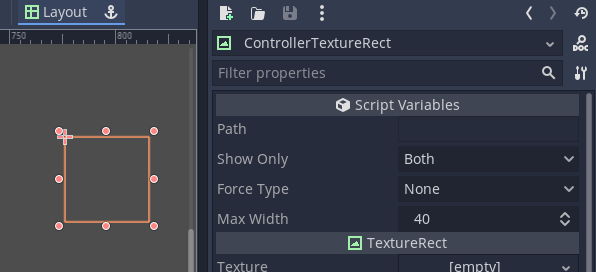 Layout
750
800
ControllerTextureRect
DOC
Filter properties
Script Variables
Path
Show Only Both
Force Type None
Max Width 40
TextureRect
Texture [empty]